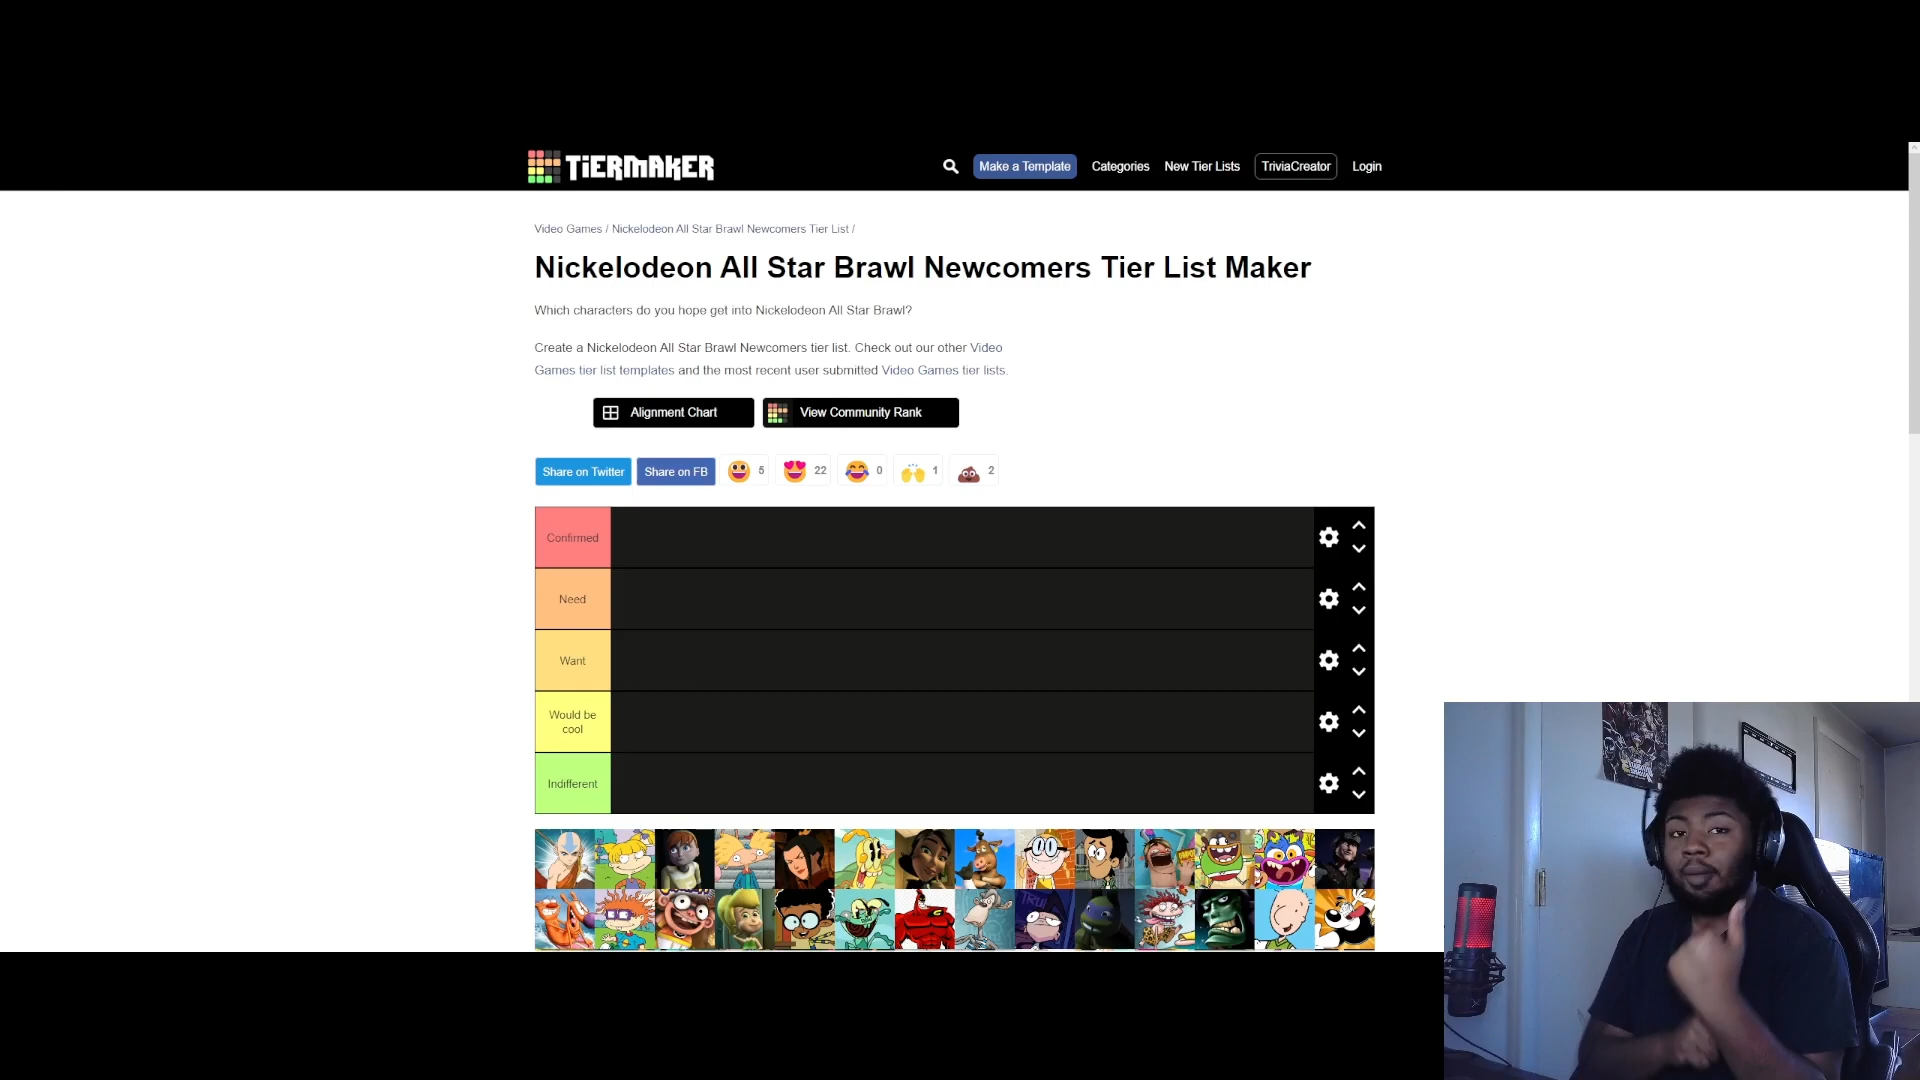 TiERMAKER
Make a Template
Categories
New Tier Lists
TriviaCreator
Login
Video Games / Nickelodeon All Star Brawl Newcomers Tier List /
Nickelodeon All Star Brawl Newcomers Tier List Maker
Which characters do you hope get into Nickelodeon All Star Brawl?
Create a Nickelodeon All Star Brawl Newcomers tier list. Check out our other Video
Games tier list templates and the most recent user submitted Video Games tier lists.
Alignment Chart
View Community Rank
Share on Twitter
Share on FB
5
22
0
1
2
Confirmed
Need
Want
Would be
cool
Indifferent